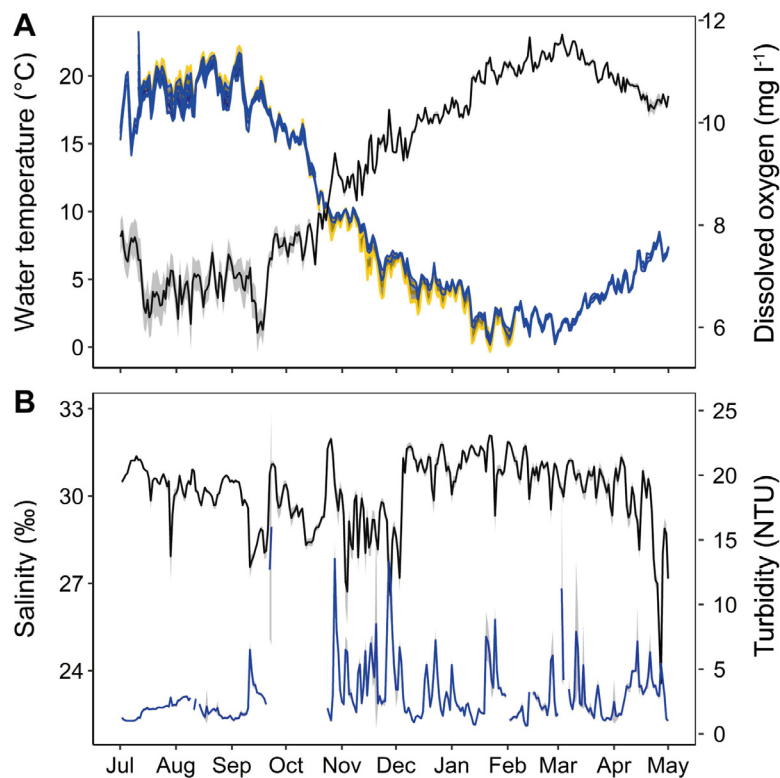 A
Water temperature (°C)
20
15
10
5
0
12
10
8
6
Dissolved oxygen (mg l⁻¹)
B
Salinity (‰)
33
30
27
24
25
20
15
10
5
0
Turbidity (NTU)
Jul Aug Sep Oct Nov Dec Jan Feb Mar Apr May